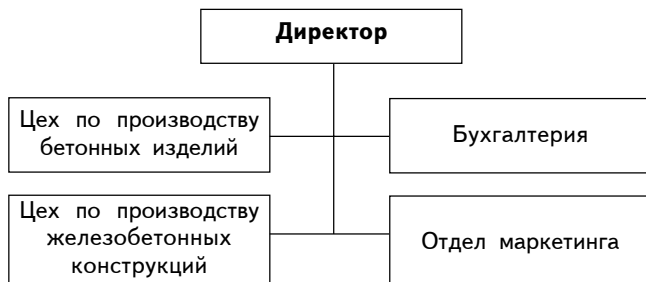 Директор
Цех по производству
бетонных изделий
Бухгалтерия
Цех по производству
железобетонных
конструкций
Отдел маркетинга